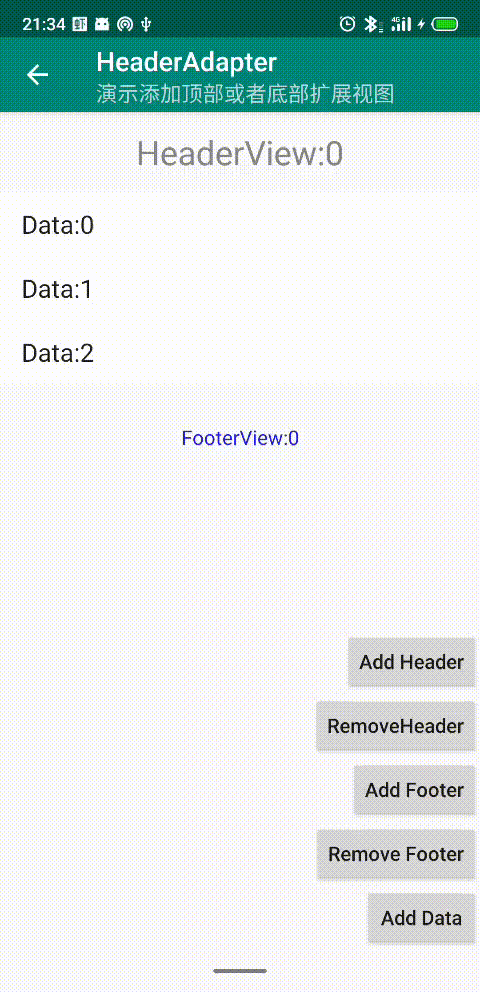 21:34
4G
HeaderAdapter
演示添加顶部或者底部扩展视图
HeaderView:0
Data:0
Data:1
Data:2
FooterView:0
Add Header
RemoveHeader
Add Footer
Remove Footer
Add Data